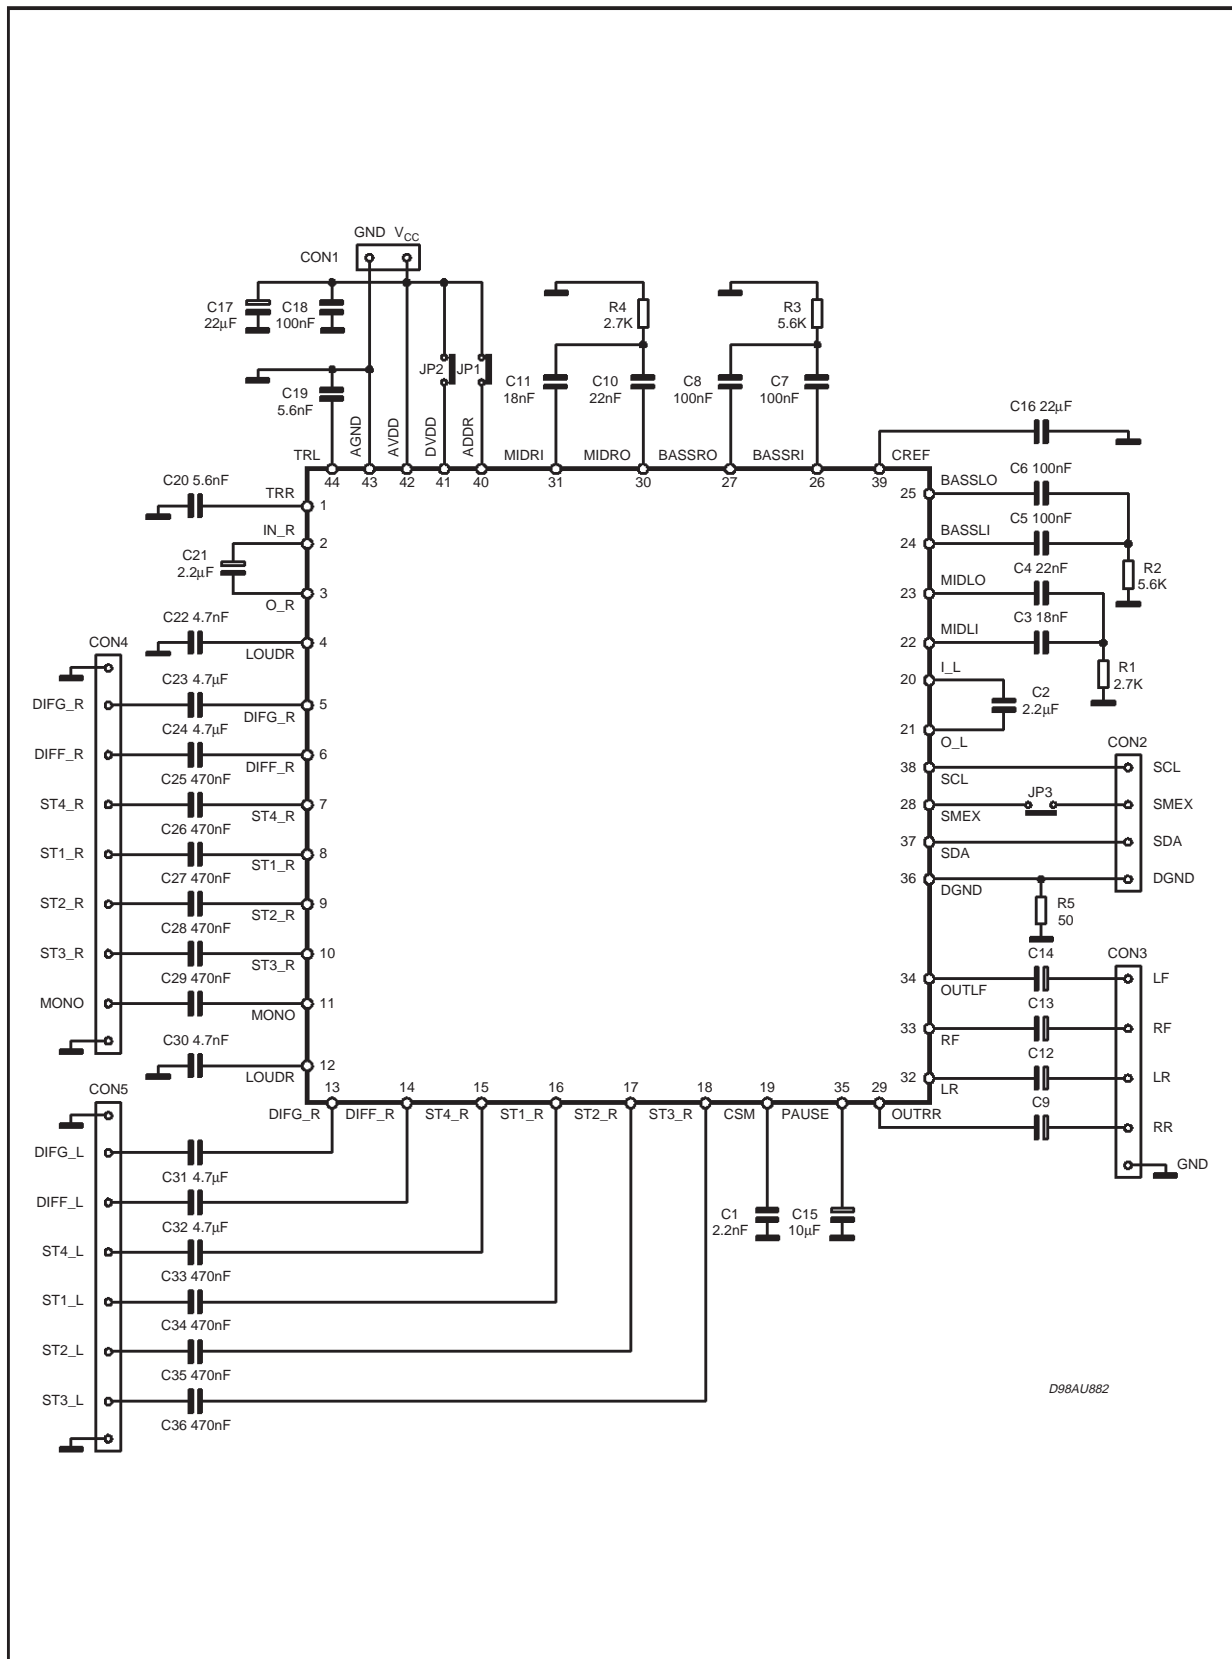 GND VCC
CON1
C17
22µF
C18
100nF
R4
2.7K
R3
5.6K
JP2
JP1
C19
5.6nF
C11
18nF
C10
22nF
C8
100nF
C7
100nF
C16 22µF
AGND
AVDD
DVDD
ADDR
TRL
MIDRI
MIDRO
BASSRO
BASSRI
CREF
44
43
42
41
40
31
30
27
26
39
C20 5.6nF
TRR
1
IN_R
2
C21
2.2µF
3
O_R
C22 4.7nF
4
LOUDR
C6 100nF
25
BASSLO
C5 100nF
24
BASSLI
R2
5.6K
C4 22nF
23
MIDLO
C3 18nF
22
MIDLI
R1
2.7K
20
I_L
C2
2.2µF
21
O_L
CON4
C23 4.7µF
DIFG_R
5
DIFG_R
C24 4.7µF
DIFF_R
6
DIFF_R
C25 470nF
ST4_R
7
ST4_R
C26 470nF
ST1_R
8
ST1_R
C27 470nF
ST2_R
9
ST2_R
C28 470nF
ST3_R
10
ST3_R
C29 470nF
MONO
11
MONO
C30 4.7nF
12
LOUDR
CON2
38
SCL
SCL
JP3
28
SMEX
SMEX
37
SDA
SDA
36
DGND
DGND
R5
50
CON3
C14
34
OUTLF
LF
C13
33
RF
RF
C12
32
LR
LR
C9
29
OUTRR
RR
GND
13
14
15
16
17
18
19
35
DIFG_R
DIFF_R
ST4_R
ST1_R
ST2_R
ST3_R
CSM
PAUSE
CON5
DIFG_L
C31 4.7µF
DIFF_L
C32 4.7µF
ST4_L
C33 470nF
ST1_L
C34 470nF
ST2_L
C35 470nF
ST3_L
C36 470nF
C1
2.2nF
C15
10µF
D98AU882